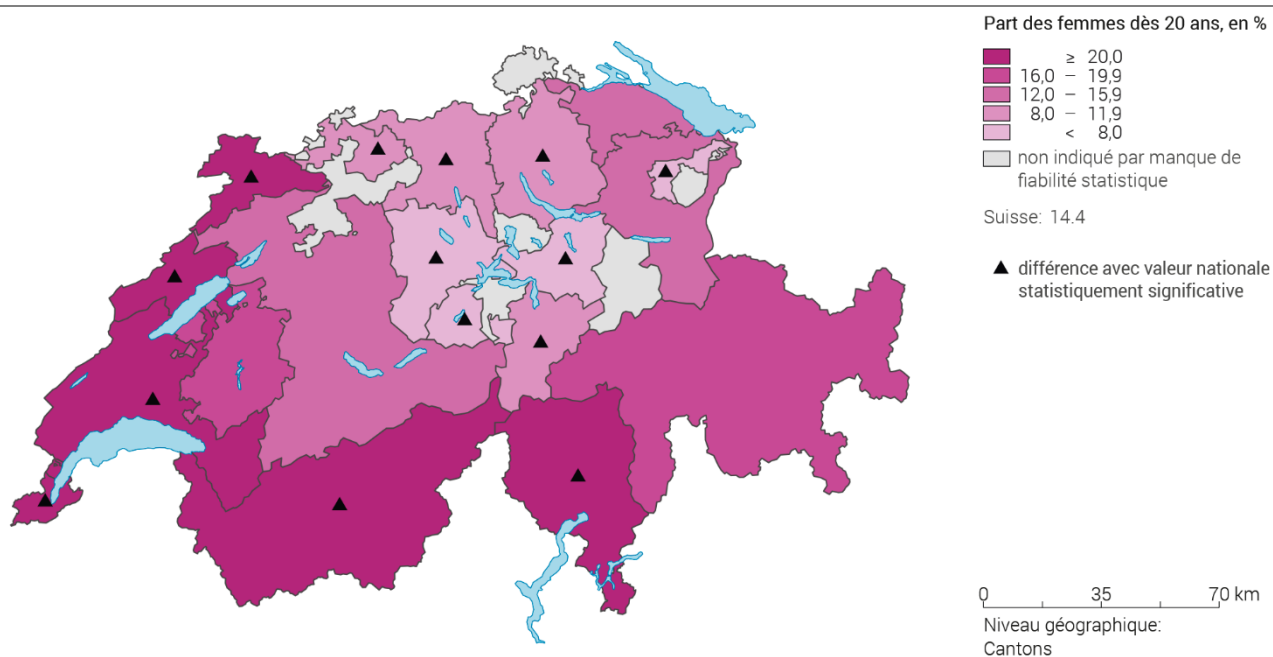 Part des femmes dès 20 ans, en %
≥ 20,0
16,0 – 19,9
12,0 – 15,9
8,0 – 11,9
< 8,0
non indiqué par manque de
fiabilité statistique
Suisse: 14.4
différence avec valeur nationale
statistiquement significative
0 35 70 km
Niveau géographique:
Cantons